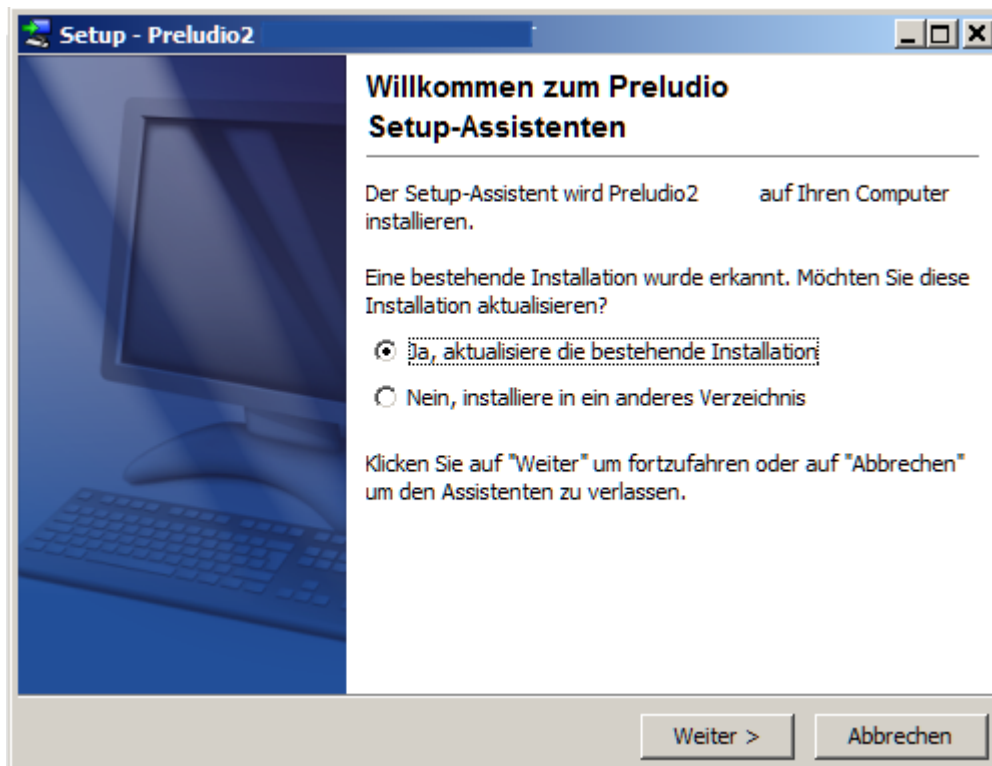 Setup - Preludio2
Willkommen zum Preludio
Setup-Assistenten
Der Setup-Assistent wird Preludio2 auf Ihren Computer
installieren.
Eine bestehende Installation wurde erkannt. Möchten Sie diese
Installation aktualisieren?
Ja, aktualisiere die bestehende Installation
Nein, installiere in ein anderes Verzeichnis
Klicken Sie auf "Weiter" um fortzufahren oder auf "Abbrechen"
um den Assistenten zu verlassen.
Weiter >
Abbrechen